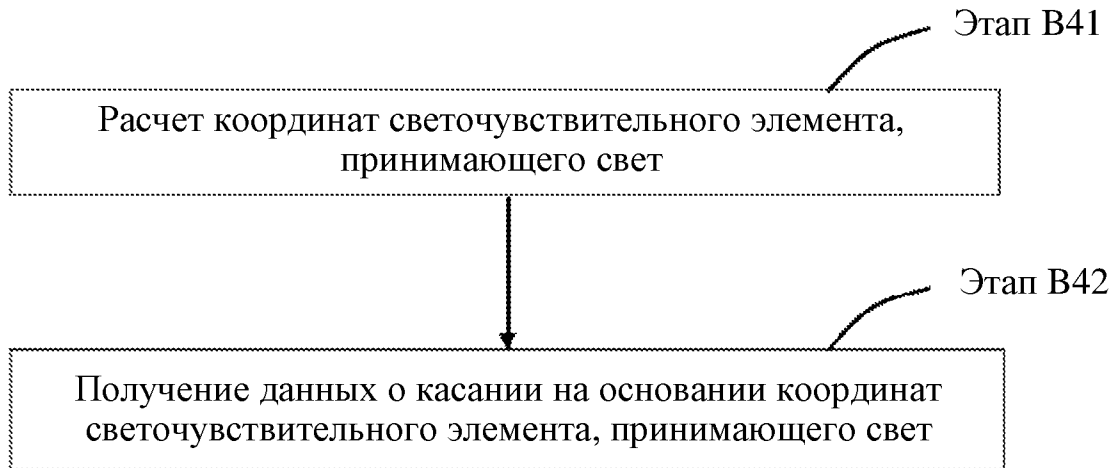 Этап B41
Расчет координат светочувствительного элемента,
принимающего свет
Этап B42
Получение данных о касании на основании координат
светочувствительного элемента, принимающего свет